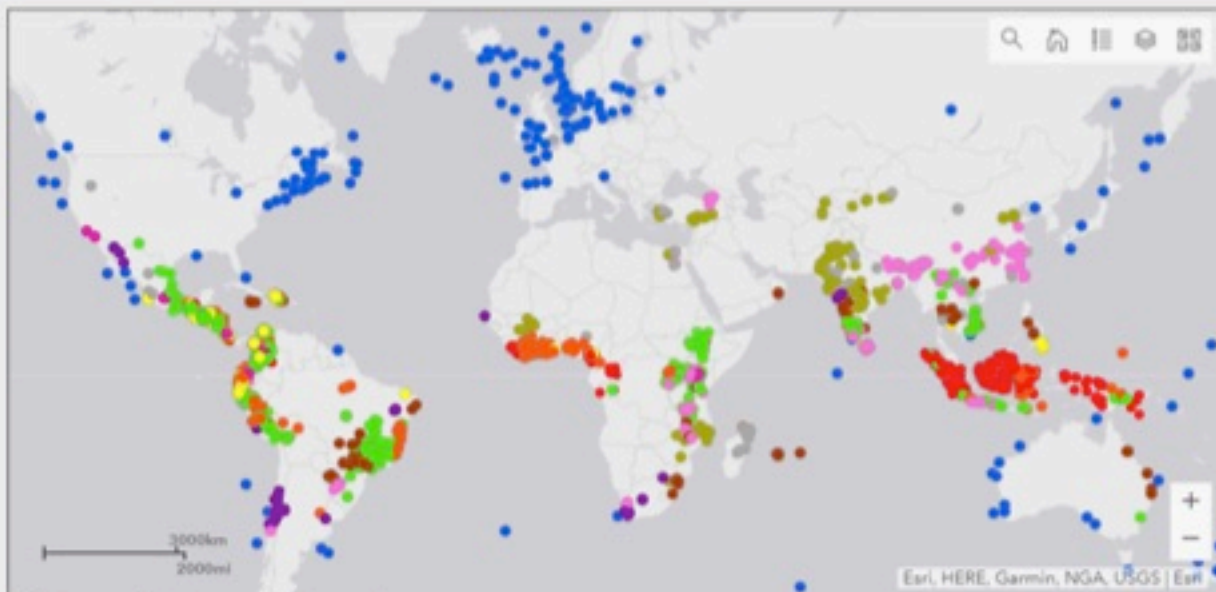 3000km
2000mi
+
−
Esri, HERE, Garmin, NGA, USGS | Esri